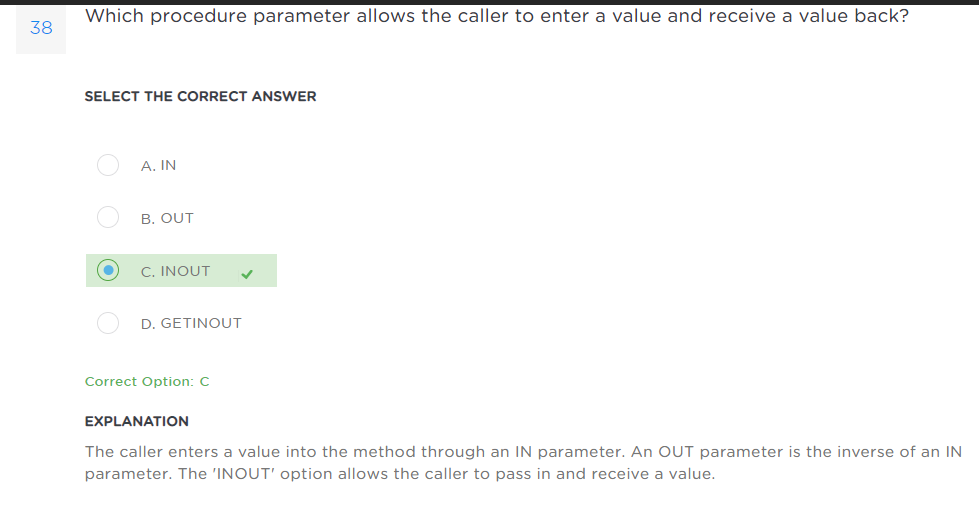 38
Which procedure parameter allows the caller to enter a value and receive a value back?
SELECT THE CORRECT ANSWER
A. IN
B. OUT
C. INOUT
D. GETINOUT
Correct Option: C
EXPLANATION
The caller enters a value into the method through an IN parameter. An OUT parameter is the inverse of an IN
parameter. The 'INOUT' option allows the caller to pass in and receive a value.